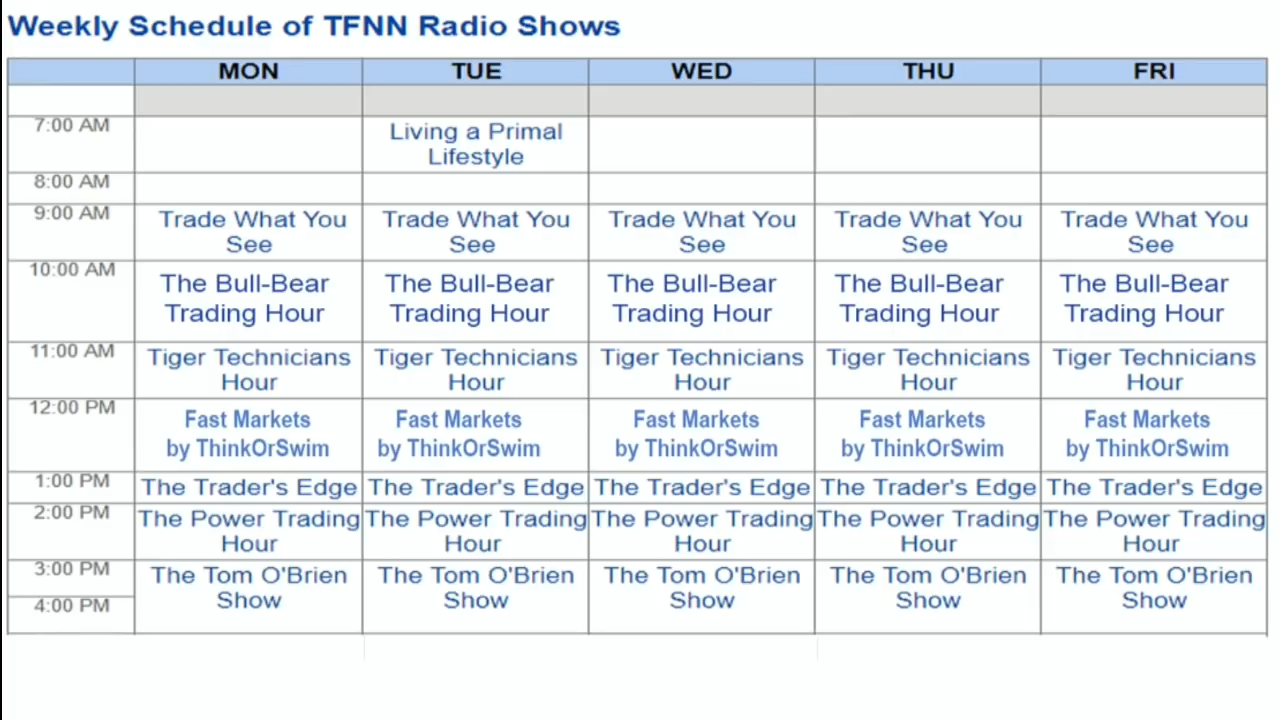 Weekly Schedule of TFNN Radio Shows
MON TUE WED THU FRI
7:00 AM
Living a Primal
Lifestyle
8:00 AM
9:00 AM
Trade What You Trade What You Trade What You Trade What You Trade What You
See See See See See
10:00 AM
The Bull-Bear The Bull-Bear The Bull-Bear The Bull-Bear The Bull-Bear
Trading Hour Trading Hour Trading Hour Trading Hour Trading Hour
11:00 AM
Tiger Technicians Tiger Technicians Tiger Technicians Tiger Technicians Tiger Technicians
Hour Hour Hour Hour Hour
12:00 PM
Fast Markets Fast Markets Fast Markets Fast Markets Fast Markets
by ThinkOrSwim by ThinkOrSwim by ThinkOrSwim by ThinkOrSwim by ThinkOrSwim
1:00 PM
The Trader's Edge The Trader's Edge The Trader's Edge The Trader's Edge The Trader's Edge
2:00 PM
The Power Trading The Power Trading The Power Trading The Power Trading The Power Trading
Hour Hour Hour Hour Hour
3:00 PM
The Tom O'Brien The Tom O'Brien The Tom O'Brien The Tom O'Brien The Tom O'Brien
Show Show Show Show Show
4:00 PM